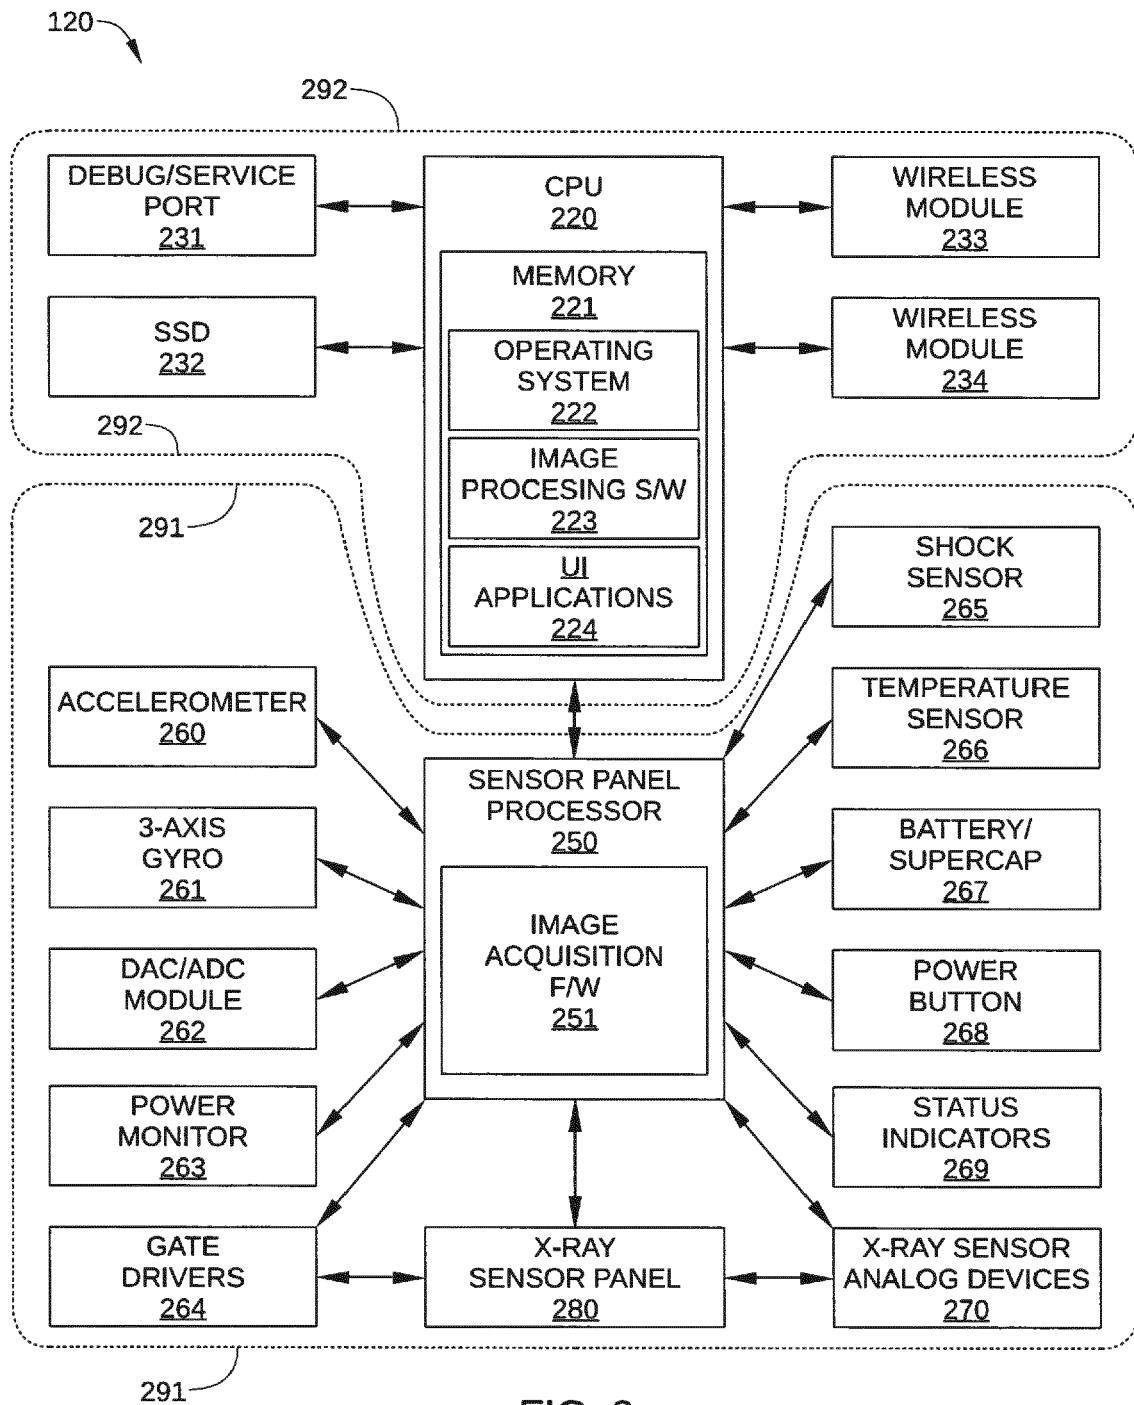 120
292
DEBUG/SERVICE
PORT
231
CPU
220
WIRELESS
MODULE
233
MEMORY
221
SSD
232
OPERATING
SYSTEM
222
WIRELESS
MODULE
234
292
IMAGE
PROCESING S/W
223
291
UI
APPLICATIONS
224
SHOCK
SENSOR
265
ACCELEROMETER
260
TEMPERATURE
SENSOR
266
SENSOR PANEL
PROCESSOR
250
3-AXIS
GYRO
261
BATTERY/
SUPERCAP
267
IMAGE
ACQUISITION
F/W
251
DAC/ADC
MODULE
262
POWER
BUTTON
268
POWER
MONITOR
263
STATUS
INDICATORS
269
GATE
DRIVERS
264
X-RAY
SENSOR PANEL
280
X-RAY SENSOR
ANALOG DEVICES
270
291